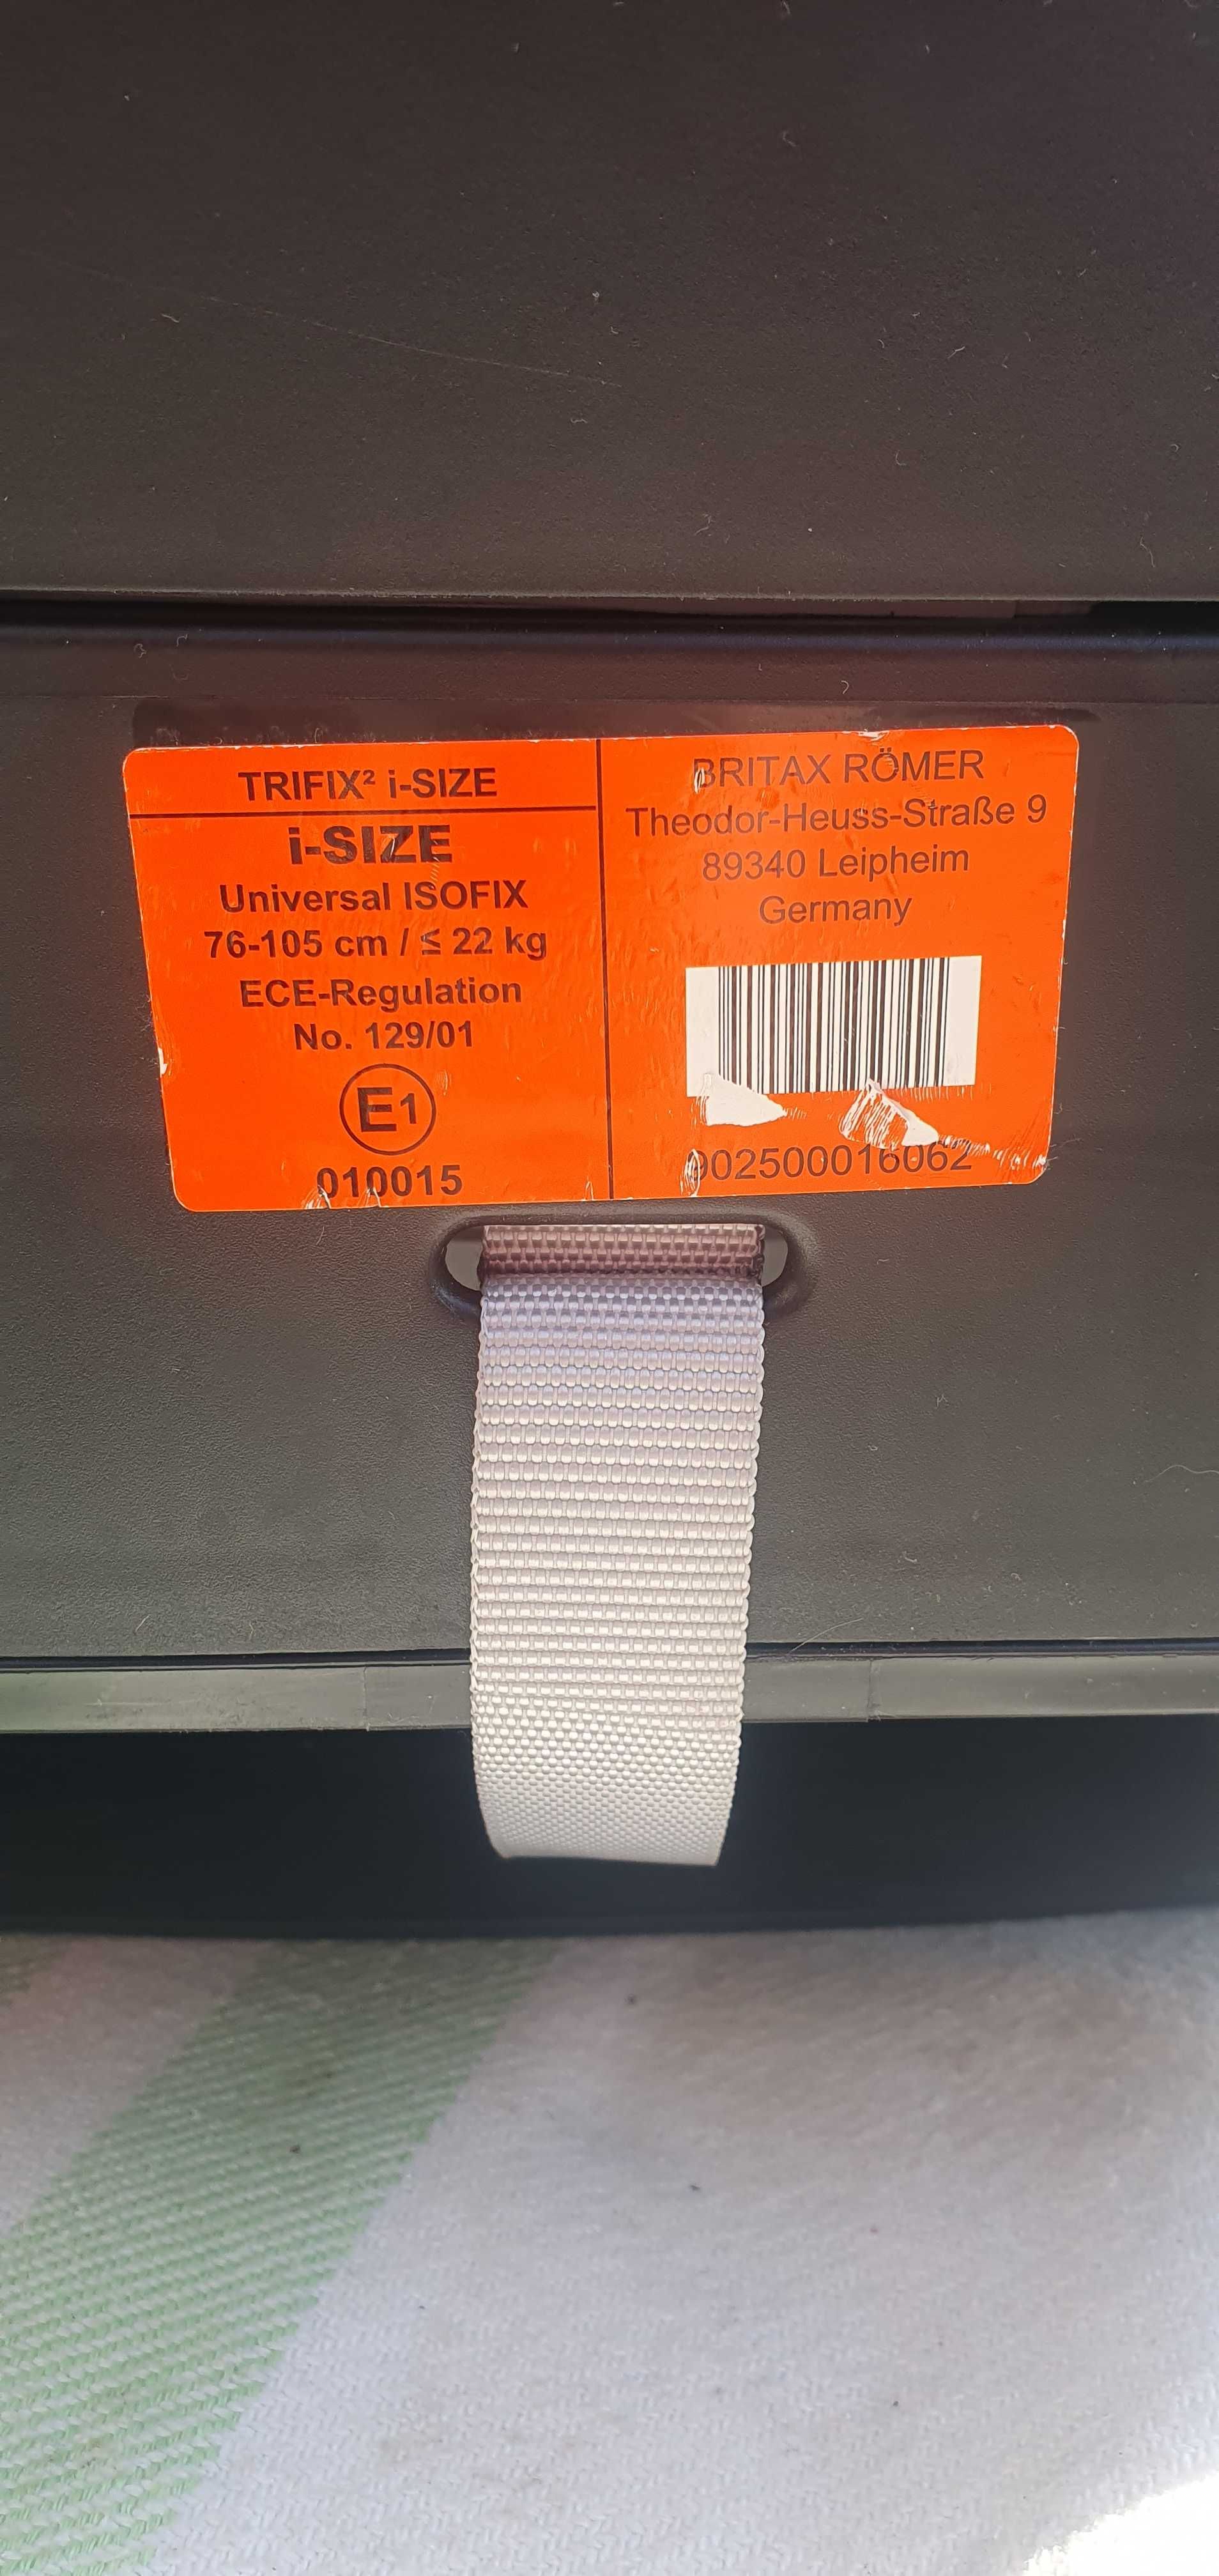 TRIFIX² i-SIZE
i-SIZE
Universal ISOFIX
76-105 cm / ≤ 22 kg
ECE-Regulation
No. 129/01
E1
010015
BRITAX RÖMER
Theodor-Heuss-Straße 9
89340 Leipheim
Germany
002500016062